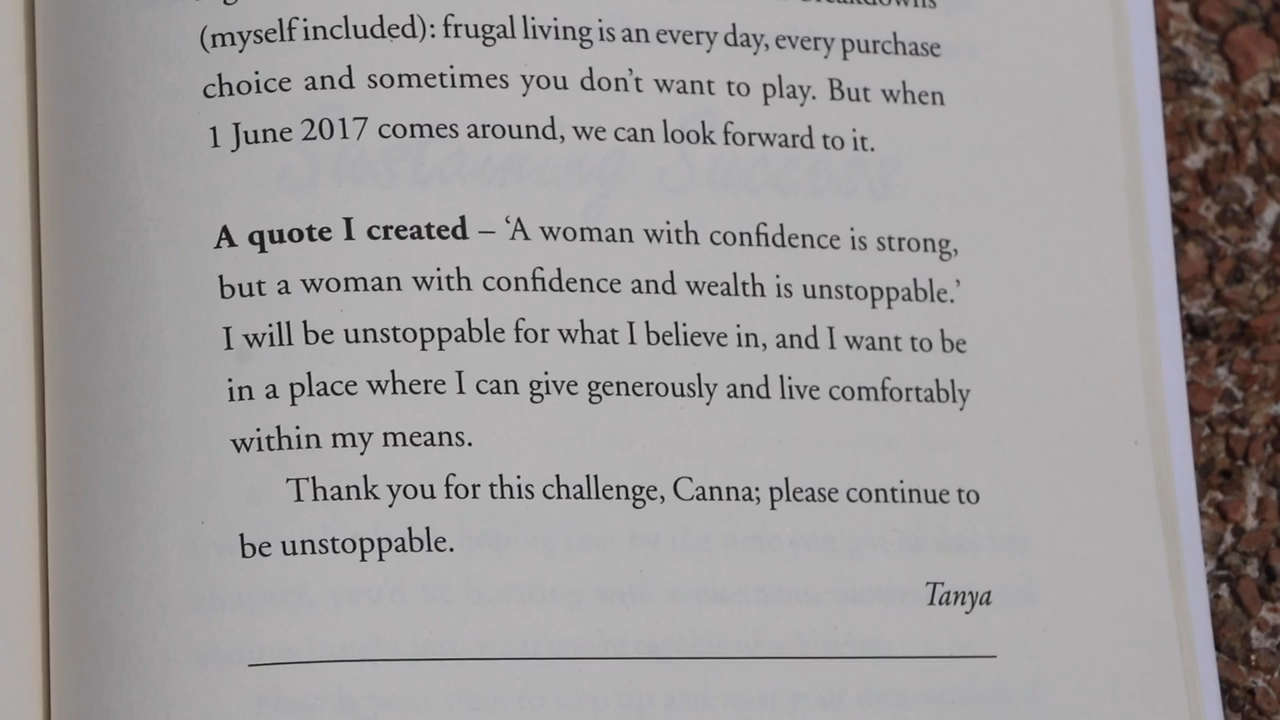 (myself included): frugal living is an every day, every purchase
choice and sometimes you don't want to play. But when
1 June 2017 comes around, we can look forward to it.
A quote I created – ‘A woman with confidence is strong,
but a woman with confidence and wealth is unstoppable.’
I will be unstoppable for what I believe in, and I want to be
in a place where I can give generously and live comfortably
within my means.
Thank you for this challenge, Canna; please continue to
be unstoppable.
Tanya